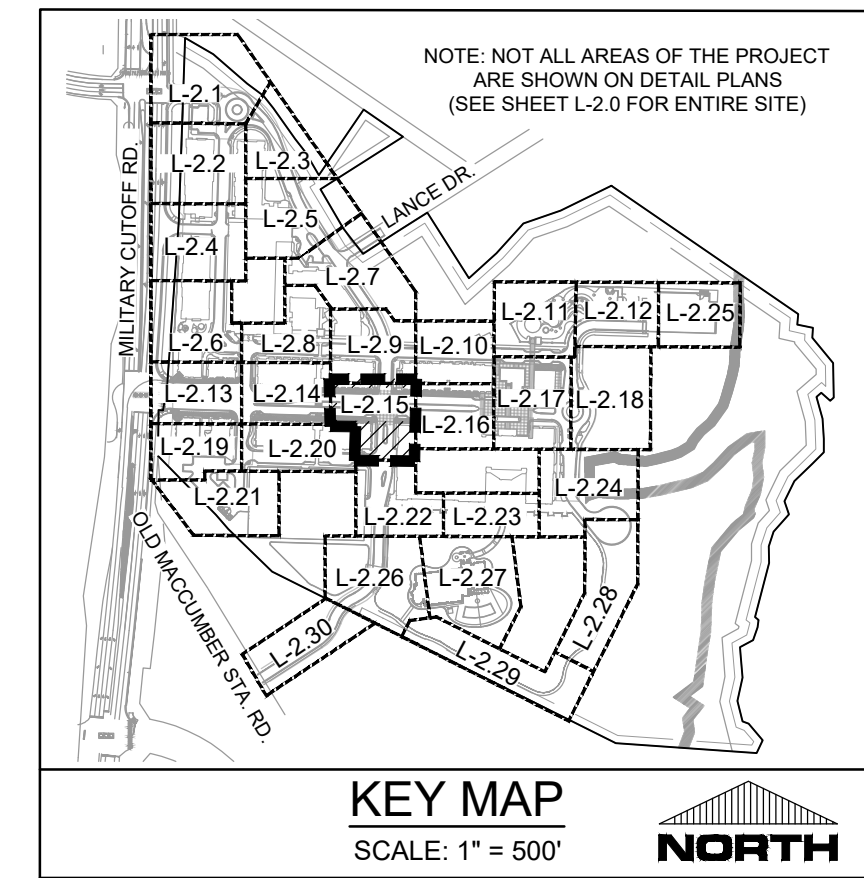 NOTE: NOT ALL AREAS OF THE PROJECT
ARE SHOWN ON DETAIL PLANS
(SEE SHEET L-2.0 FOR ENTIRE SITE)
MILITARY CUTOFF RD.
LANCE DR.
OLD MACCUMBER STA. RD.
L-2.1
L-2.2
L-2.3
L-2.4
L-2.5
L-2.6
L-2.7
L-2.8
L-2.9
L-2.10
L-2.11
L-2.12
L-2.25
L-2.13
L-2.14
L-2.15
L-2.16
L-2.17
L-2.18
L-2.19
L-2.20
L-2.21
L-2.22
L-2.23
L-2.24
L-2.26
L-2.27
L-2.28
L-2.29
L-2.30
KEY MAP
SCALE: 1" = 500'
NORTH